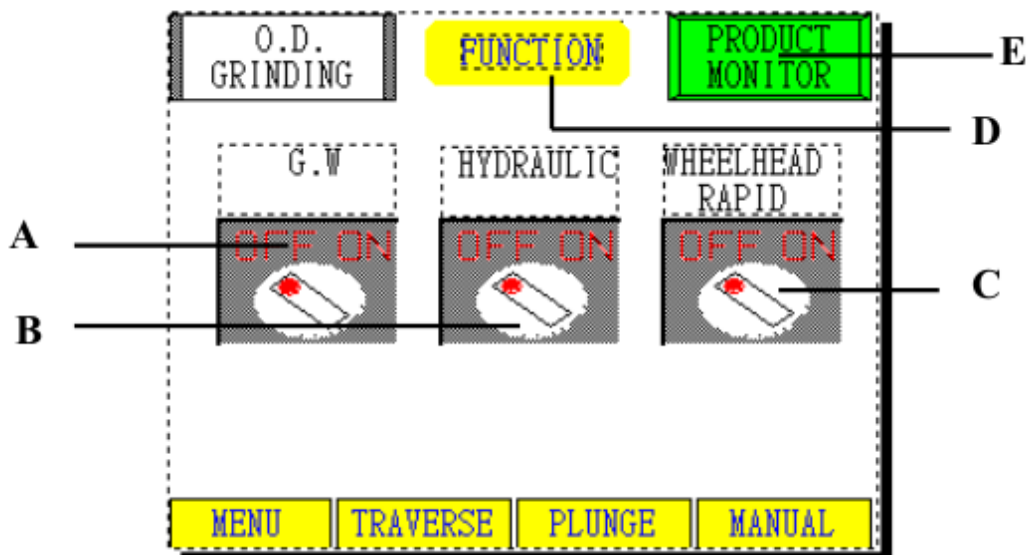 O.D.
GRINDING
FUNCTION
PRODUCT
MONITOR
E
D
G.W
HYDRAULIC
WHEELHEAD
RAPID
A
OFF ON
OFF ON
OFF ON
C
B
MENU
TRAVERSE
PLUNGE
MANUAL